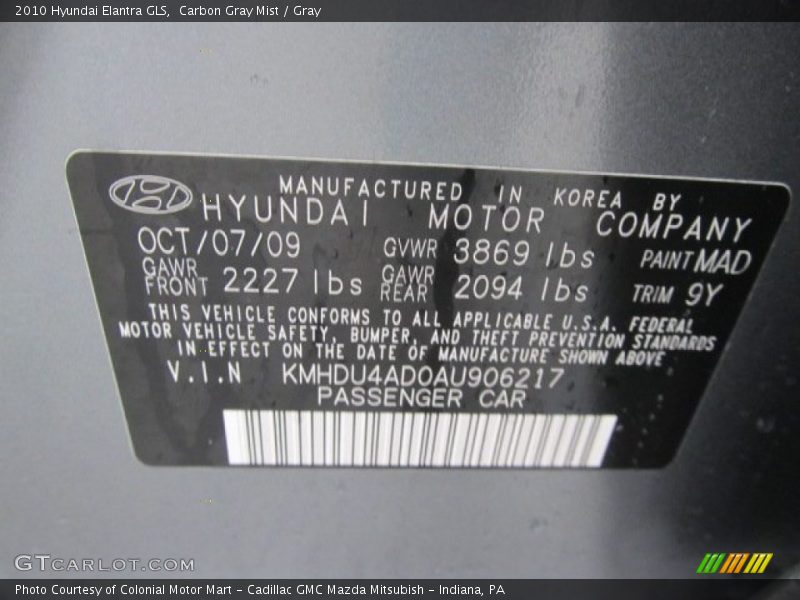 2010 Hyundai Elantra GLS,  Carbon Gray Mist / Gray
MANUFACTURED IN KOREA BY
HYUNDAI MOTOR COMPANY
OCT/07/09 GVWR 3869 lbs PAINT MAD
GAWR FRONT 2227 lbs GAWR REAR 2094 lbs TRIM 9Y
THIS VEHICLE CONFORMS TO ALL APPLICABLE U.S.A. FEDERAL
MOTOR VEHICLE SAFETY, BUMPER, AND THEFT PREVENTION STANDARDS
IN EFFECT ON THE DATE OF MANUFACTURE SHOWN ABOVE
V.I.N KMHDU4AD0AU906217
PASSENGER CAR
GTCARLOT.COM
Photo Courtesy of Colonial Motor Mart - Cadillac GMC Mazda Mitsubish - Indiana, PA